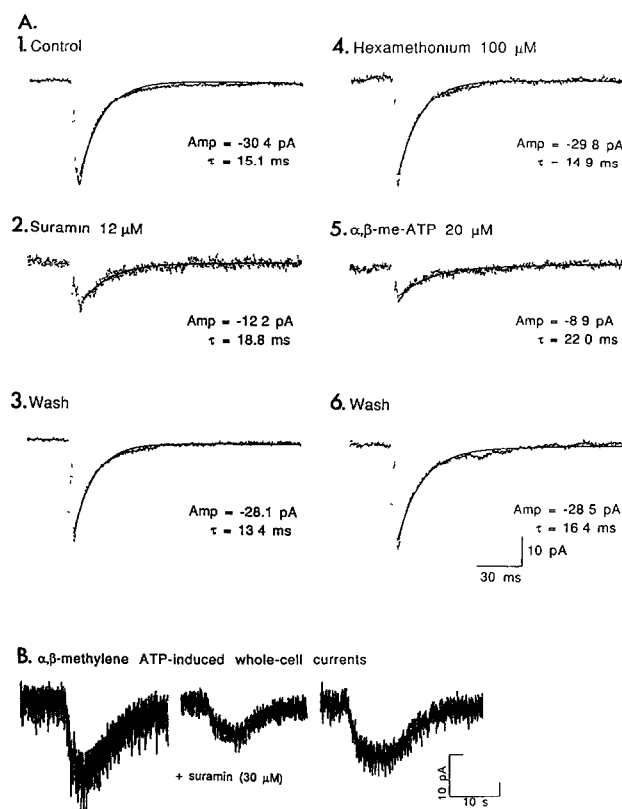 A.
1. Control
Amp = -30 4 pA
τ = 15.1 ms
2. Suramin 12 μM
Amp = -12 2 pA
τ = 18.8 ms
3. Wash
Amp = -28.1 pA
τ = 13 4 ms
4. Hexamethonium 100 μM
Amp = -29 8 pA
τ - 14 9 ms
5. α,β-me-ATP 20 μM
Amp = -8 9 pA
τ = 22 0 ms
6. Wash
Amp = -28 5 pA
τ = 16 4 ms
10 pA
30 ms
B. α,β-methylene ATP-induced whole-cell currents
+ suramin (30 μM)
10 pA
10 s